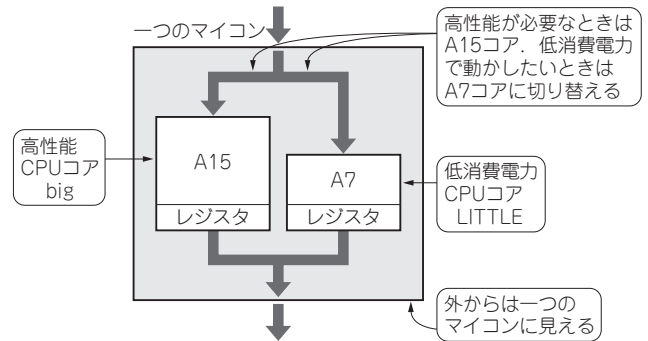 一つのマイコン
高性能が必要なときは
A15コア．低消費電力
で動かしたいときは
A7コアに切り替える
高性能
CPUコア
big
A15
レジスタ
A7
レジスタ
低消費電力
CPUコア
LITTLE
外からは一つの
マイコンに見える